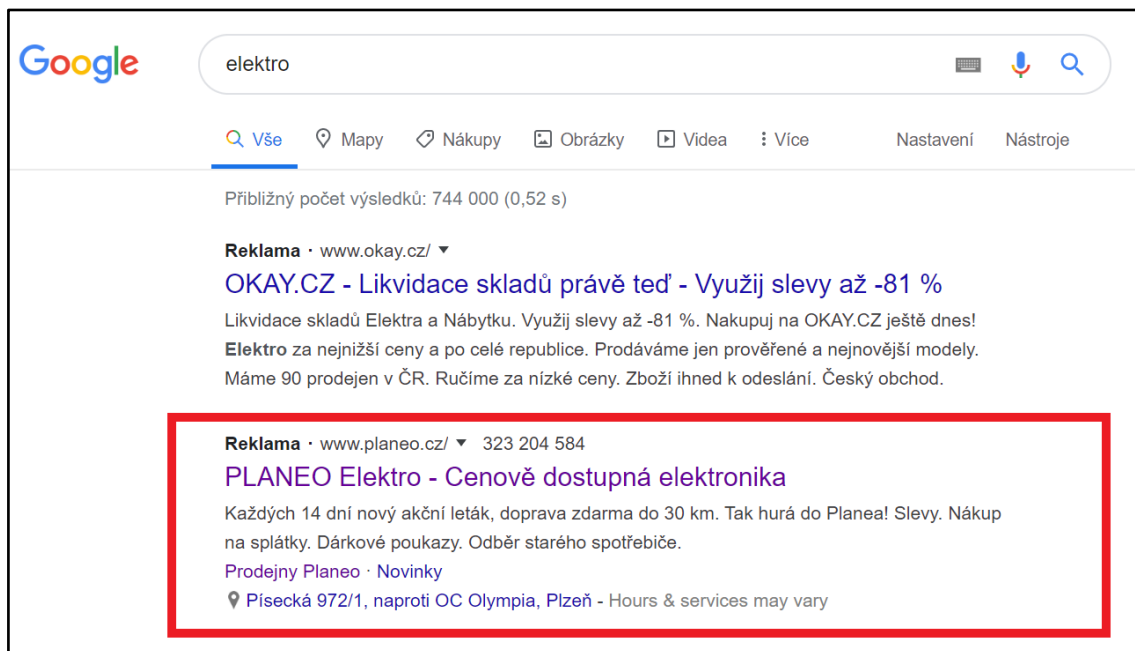 Google
elektro
Vše Mapy Nákupy Obrázky Videa Více Nastavení Nástroje
Přibližný počet výsledků: 744 000 (0,52 s)
Reklama · www.okay.cz/
OKAY.CZ - Likvidace skladů právě teď - Využij slevy až -81 %
Likvidace skladů Elektra a Nábytku. Využij slevy až -81 %. Nakupuj na OKAY.CZ ještě dnes!
Elektro za nejnižší ceny a po celé republice. Prodáváme jen prověřené a nejnovější modely.
Máme 90 prodejen v ČR. Ručíme za nízké ceny. Zboží ihned k odeslání. Český obchod.
Reklama · www.planeo.cz/ 323 204 584
PLANEO Elektro - Cenově dostupná elektronika
Každých 14 dní nový akční leták, doprava zdarma do 30 km. Tak hurá do Planea! Slevy. Nákup
na splátky. Dárkové poukazy. Odběr starého spotřebiče.
Prodejny Planeo · Novinky
Písecká 972/1, naproti OC Olympia, Plzeň - Hours & services may vary